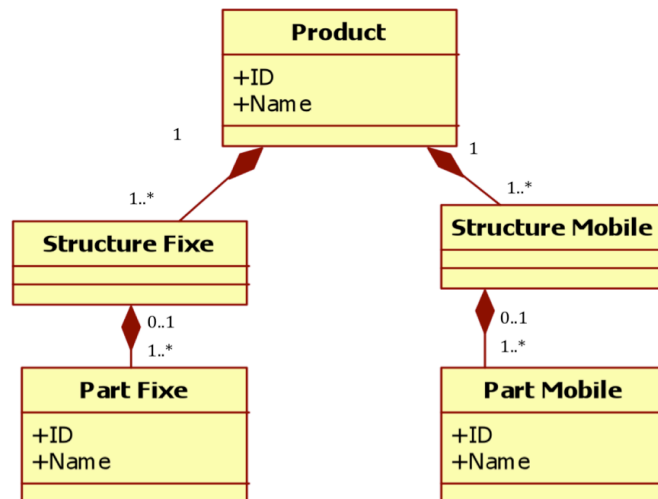 Product
+ID
+Name
1
1
1..*
1..*
Structure Fixe
Structure Mobile
0..1
0..1
1..*
1..*
Part Fixe
Part Mobile
+ID
+ID
+Name
+Name